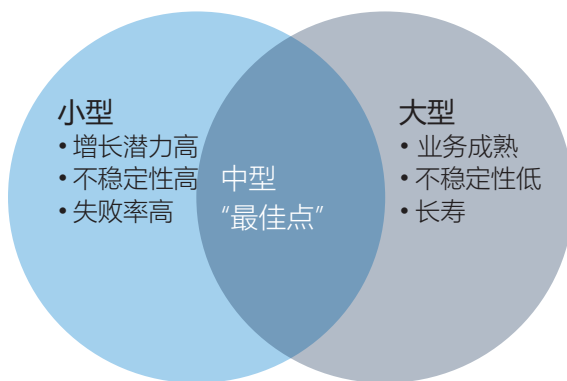 小型
• 增长潜力高
• 不稳定性高
• 失败率高
中型
“最佳点”
大型
• 业务成熟
• 不稳定性低
• 长寿